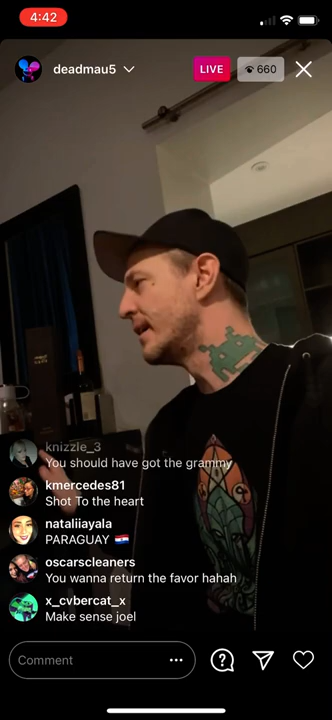 4:42
deadmau5
LIVE
660
knizzle_3
You should have got the grammy
kmercedes81
Shot To the heart
nataliiayala
PARAGUAY 🇵🇾
oscarscleaners
You wanna return the favor hahah
x_cvbercat_x
Make sense joel
Comment